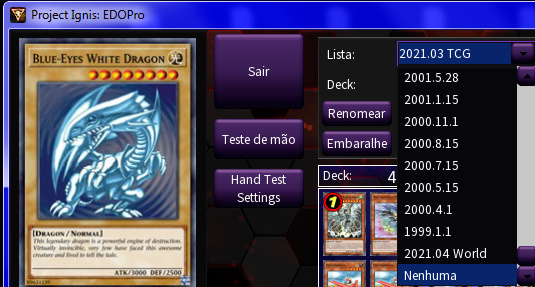 Project Ignis: EDOPro
BLUE-EYES WHITE DRAGON
[DRAGON / NORMAL]
This legendary dragon is a powerful engine of destruction.
Virtually invincible, very few have faced this awesome
creature and lived to tell the tale.
ATK/3000 DEF/2500
Sair
Teste de mão
Hand Test
Settings
Lista:
2021.03 TCG
Deck:
Renomear
Embaralhe
Deck:
4
1
2001.5.28
2001.1.15
2000.11.1
2000.8.15
2000.7.15
2000.5.15
2000.4.1
1999.1.1
2021.04 World
Nenhuma